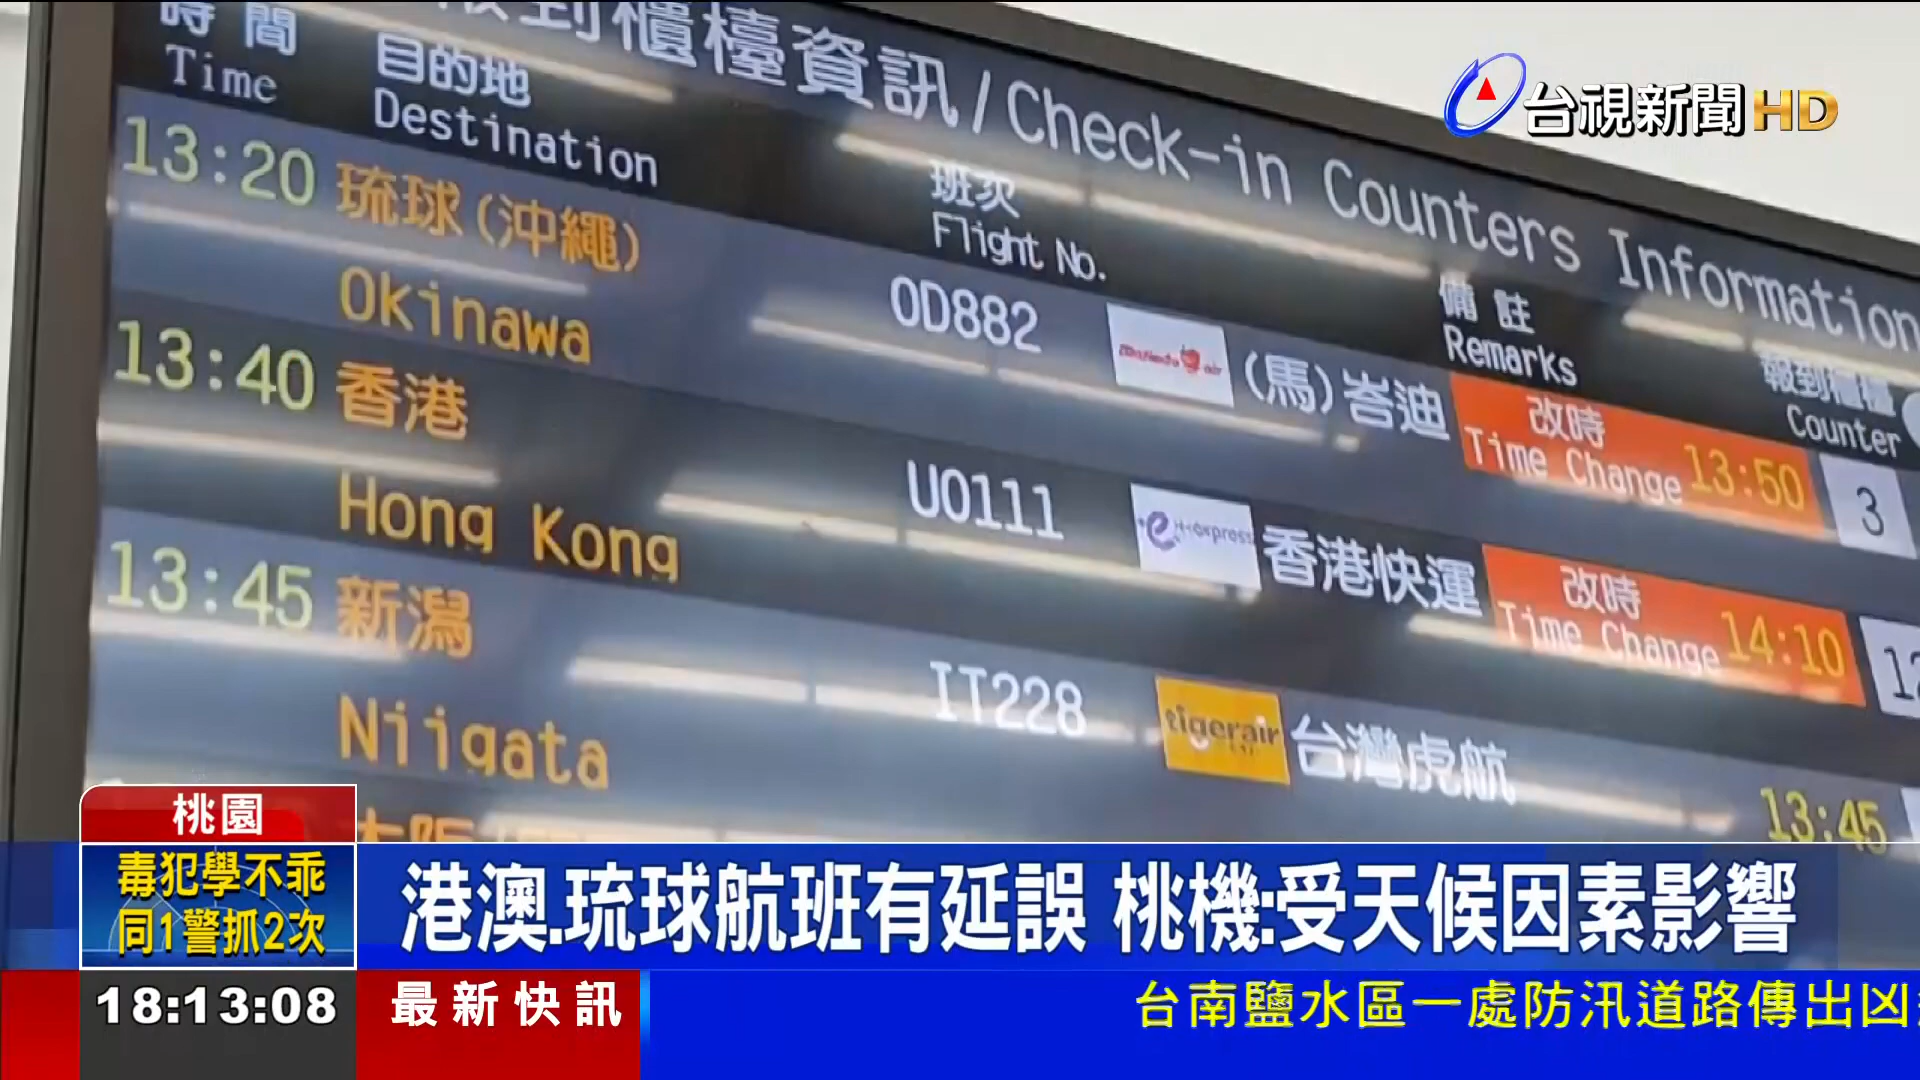 報到櫃檯資訊/Check-in Counters Information
時間 目的地 班次 備註 報到櫃檯
Time Destination Flight No. Remarks Counter
13:20 琉球(沖繩) OD882 (馬)峇迪 改時 13:50 3
Okinawa Time Change
13:40 香港 UO111 香港快運 改時 14:10 12
Hong Kong Time Change
13:45 新潟 IT228 tigerair 台灣虎航 13:45
Niigata
台視新聞HD
桃園
毒犯學不乖
同1警抓2次
港澳.琉球航班有延誤 桃機:受天候因素影響
18:13:08
最新快訊
台南鹽水區一處防汛道路傳出凶